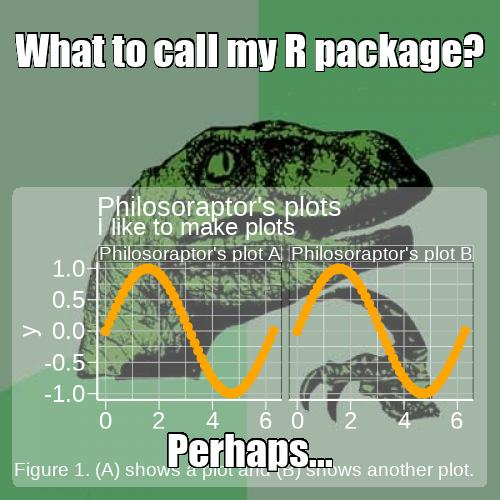 What to call my R package?
Philosoraptor's plots
I like to make plots
Philosoraptor's plot A Philosoraptor's plot B
1.0
0.5
0.0
-0.5
-1.0
y
0 2 4 6 0 2 4 6
Perhaps...
Figure 1. (A) shows a plot and (B) shows another plot.